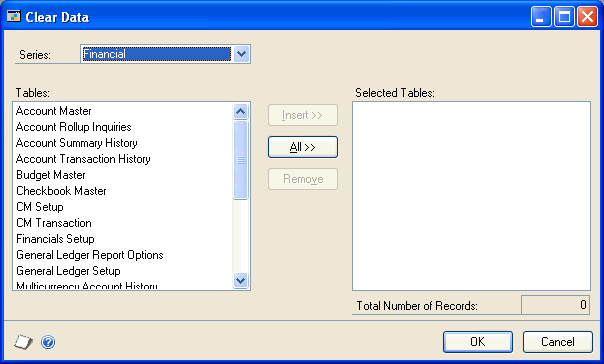 Clear Data
Series:
Financial
Tables:
Account Master
Account Rollup Inquiries
Account Summary History
Account Transaction History
Budget Master
Checkbook Master
CM Setup
CM Transaction
Financials Setup
General Ledger Report Options
General Ledger Setup
Multicurrency Account History
Insert >>
All >>
Remove
Selected Tables:
Total Number of Records: 0
OK
Cancel